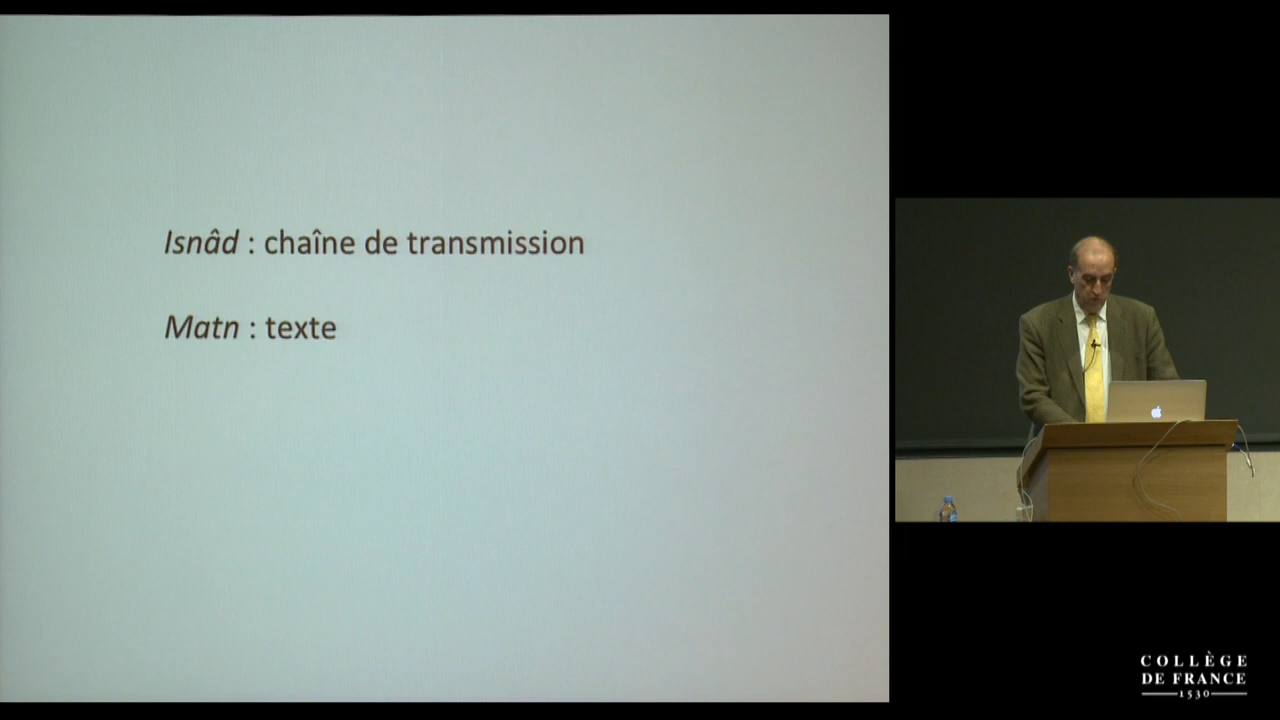 Isnâd : chaîne de transmission
Matn : texte
COLLÈGE
DE FRANCE
1530